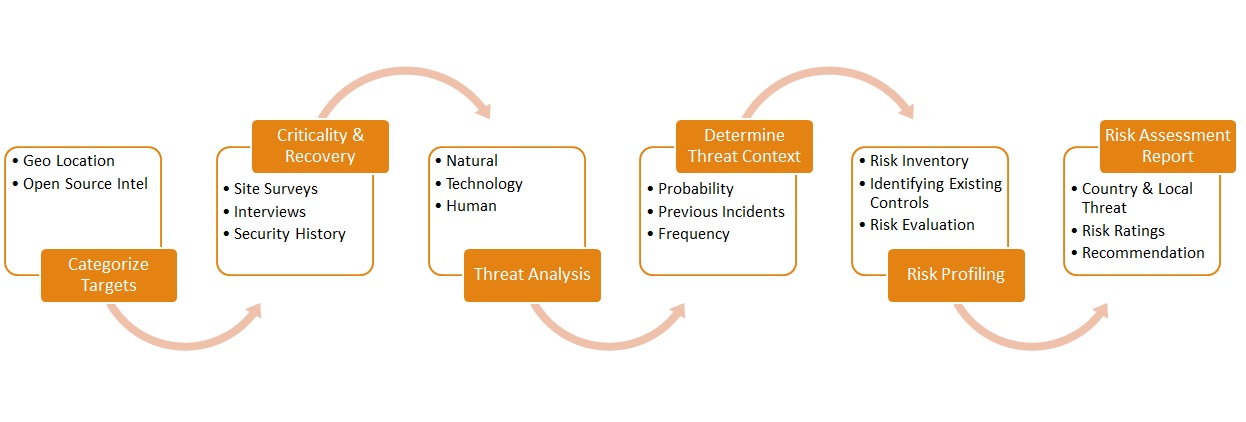 • Geo Location
• Open Source Intel
Categorize
Targets
Criticality &
Recovery
• Site Surveys
• Interviews
• Security History
• Natural
• Technology
• Human
Threat Analysis
Determine
Threat Context
• Probability
• Previous Incidents
• Frequency
• Risk Inventory
• Identifying Existing
Controls
• Risk Evaluation
Risk Profiling
Risk Assessment
Report
• Country & Local
Threat
• Risk Ratings
• Recommendation